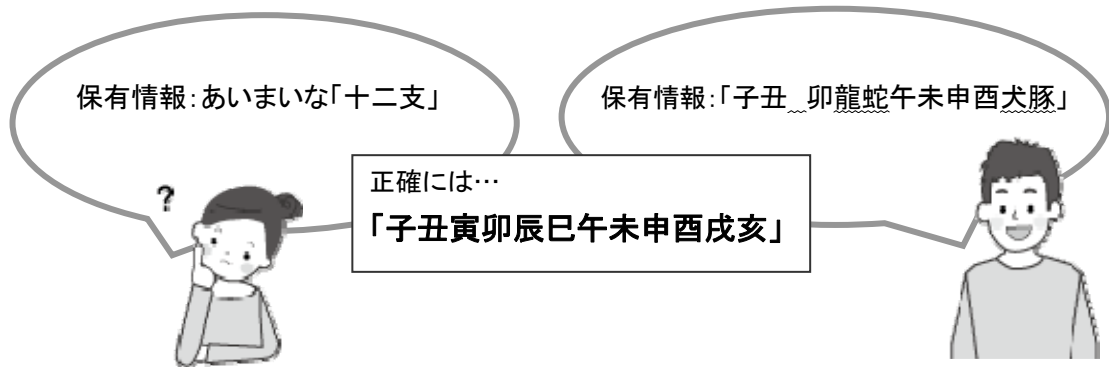 保有情報：あいまいな「十二支」
保有情報：「子丑　卯龍蛇午未申酉犬豚」
？
正確には…
「子丑寅卯辰巳午未申酉戌亥」